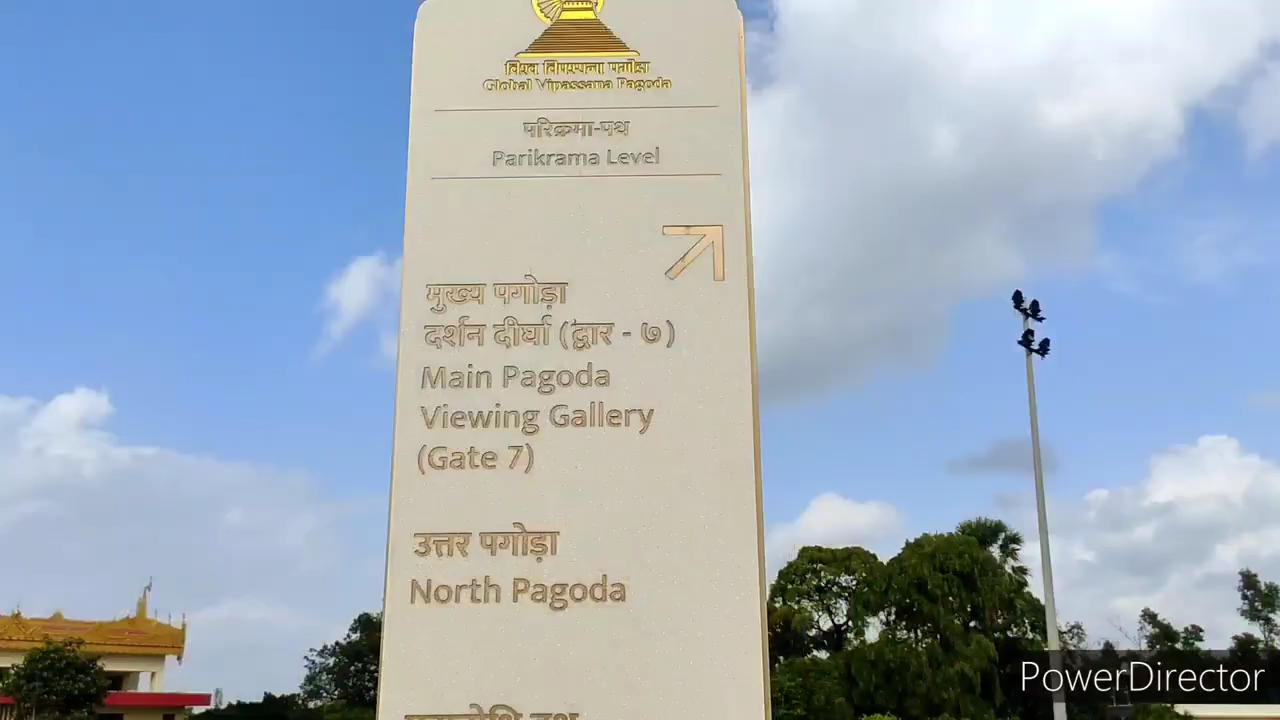 विश्व विपश्यना पगोडा
Global Vipassana Pagoda
परिक्रमा-पथ
Parikrama Level
मुख्य पगोड़ा
दर्शन दीर्घा (द्वार - ७)
Main Pagoda
Viewing Gallery
(Gate 7)
उत्तर पगोड़ा
North Pagoda
PowerDirector